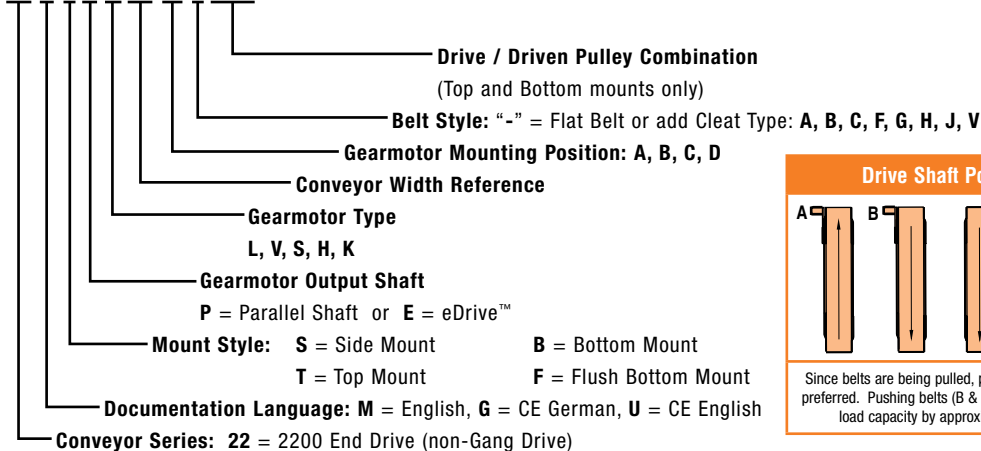 Drive / Driven Pulley Combination
(Top and Bottom mounts only)
Belt Style: "-" = Flat Belt or add Cleat Type: A, B, C, F, G, H, J, V
Gearmotor Mounting Position: A, B, C, D
Conveyor Width Reference
Gearmotor Type
L, V, S, H, K
Gearmotor Output Shaft
P = Parallel Shaft or E = eDrive™
Mount Style: S = Side Mount B = Bottom Mount
T = Top Mount F = Flush Bottom Mount
Documentation Language: M = English, G = CE German, U = CE English
Conveyor Series: 22 = 2200 End Drive (non-Gang Drive)
Drive Shaft Po
A B
Since belts are being pulled, p
preferred. Pushing belts (B &
load capacity by approx